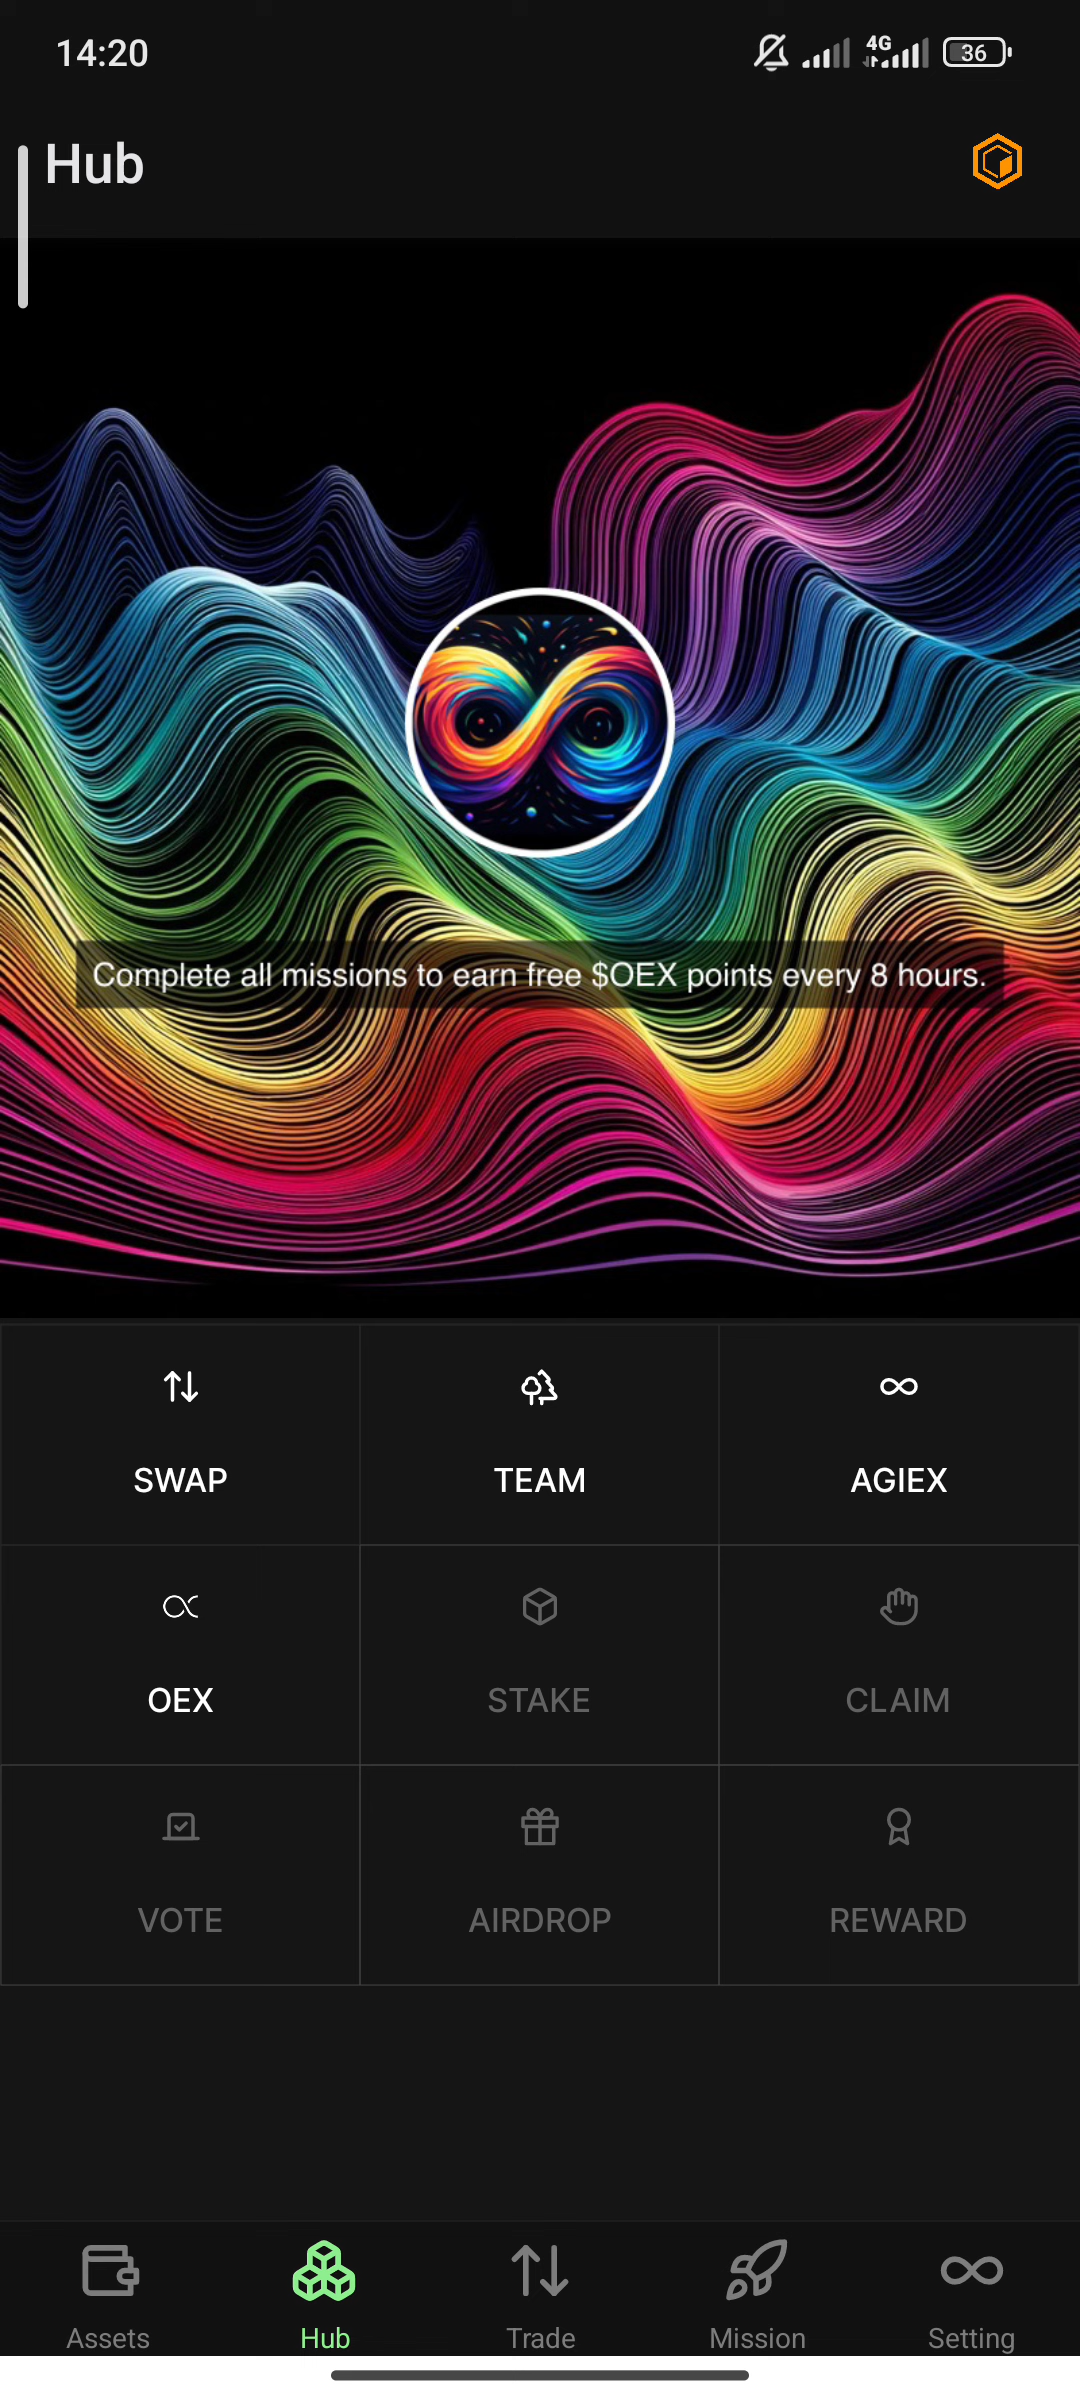 14:20
4G
36
Hub
Complete all missions to earn free $OEX points every 8 hours.
SWAP
TEAM
AGIEX
OEX
STAKE
CLAIM
VOTE
AIRDROP
REWARD
Assets
Hub
Trade
Mission
Setting